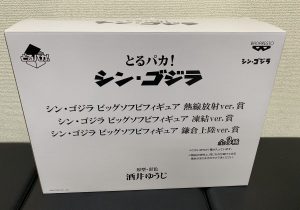 とるパカ!
シン・ゴジラ
BANPRESTO
シン・ゴジラ
シン・ゴジラ ビッグソフビフィギュア 熱線放射ver.賞
シン・ゴジラ ビッグソフビフィギュア 凍結ver.賞
シン・ゴジラ ビッグソフビフィギュア 鎌倉上陸ver.賞
全3種
原型・彩色
酒井ゆうじ